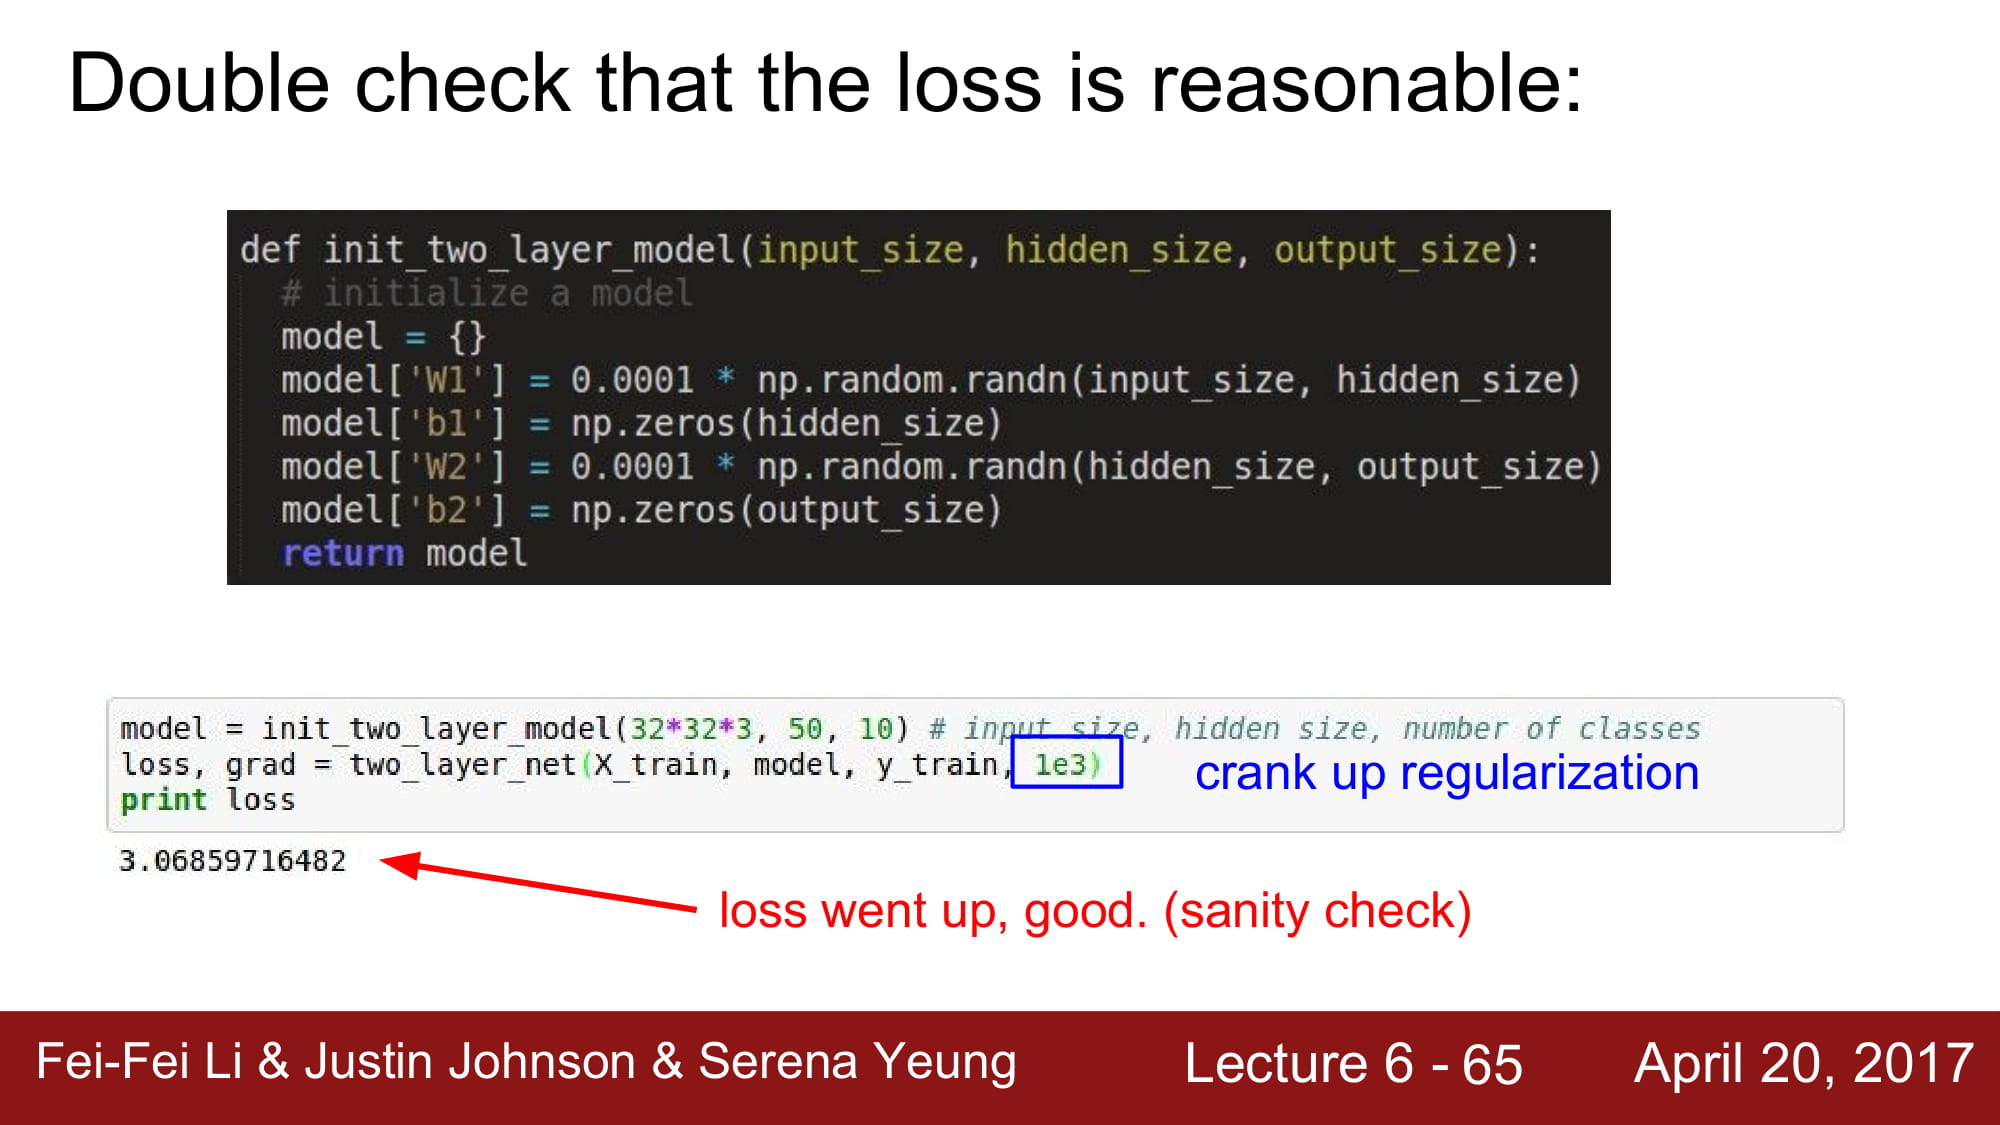 Double check that the loss is reasonable:
def init_two_layer_model(input_size, hidden_size, output_size):
# initialize a model
model = {}
model['W1'] = 0.0001 * np.random.randn(input_size, hidden_size)
model['b1'] = np.zeros(hidden_size)
model['W2'] = 0.0001 * np.random.randn(hidden_size, output_size)
model['b2'] = np.zeros(output_size)
return model
model = init_two_layer_model(32*32*3, 50, 10) # input size, hidden size, number of classes
loss, grad = two_layer_net(X_train, model, y_train, 1e3)
crank up regularization
print loss
3.06859716482
loss went up, good. (sanity check)
Fei-Fei Li & Justin Johnson & Serena Yeung
Lecture 6 - 65
April 20, 2017